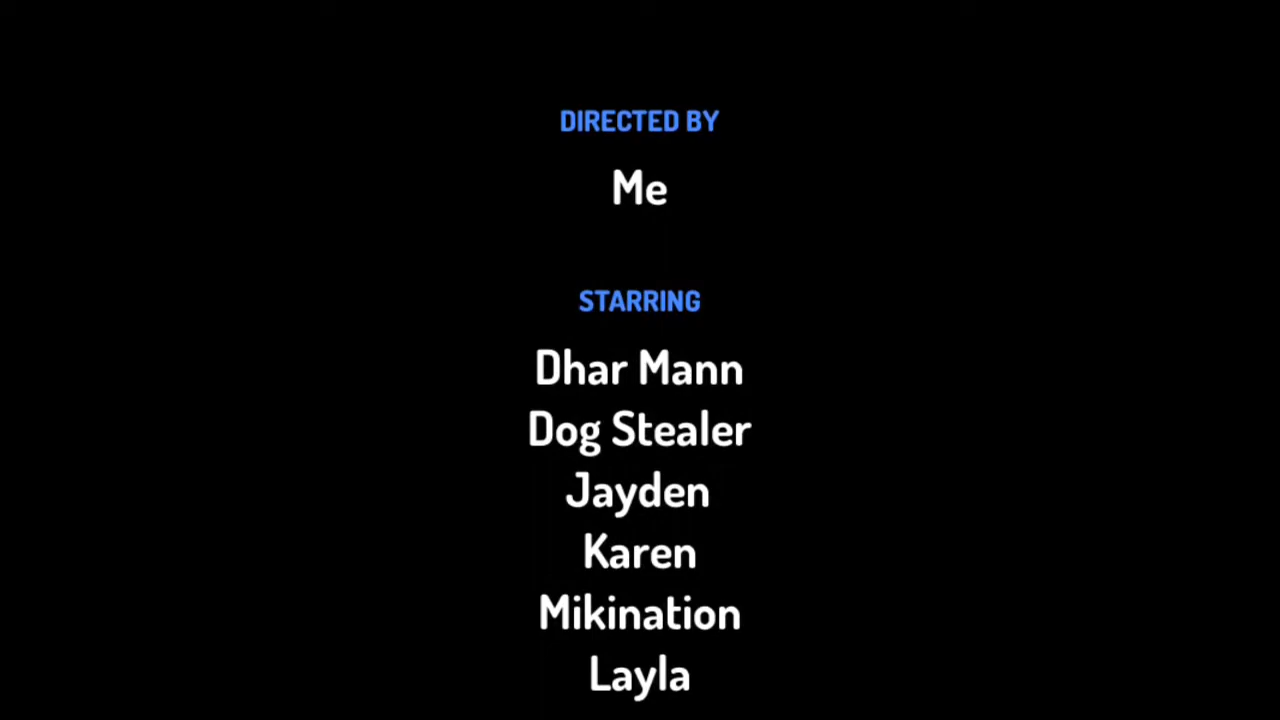 DIRECTED BY
Me
STARRING
Dhar Mann
Dog Stealer
Jayden
Karen
Mikination
Layla